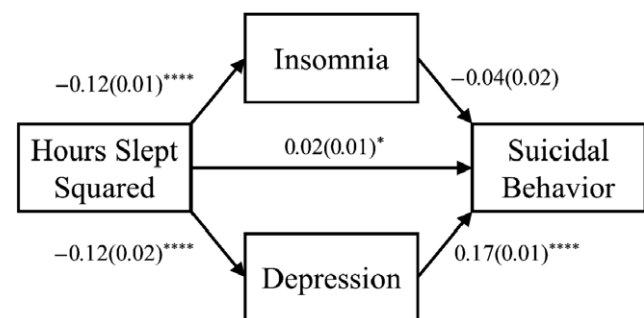 Insomnia
−0.12(0.01)****
−0.04(0.02)
Hours Slept
Squared
0.02(0.01)*
Suicidal
Behavior
−0.12(0.02)****
0.17(0.01)****
Depression